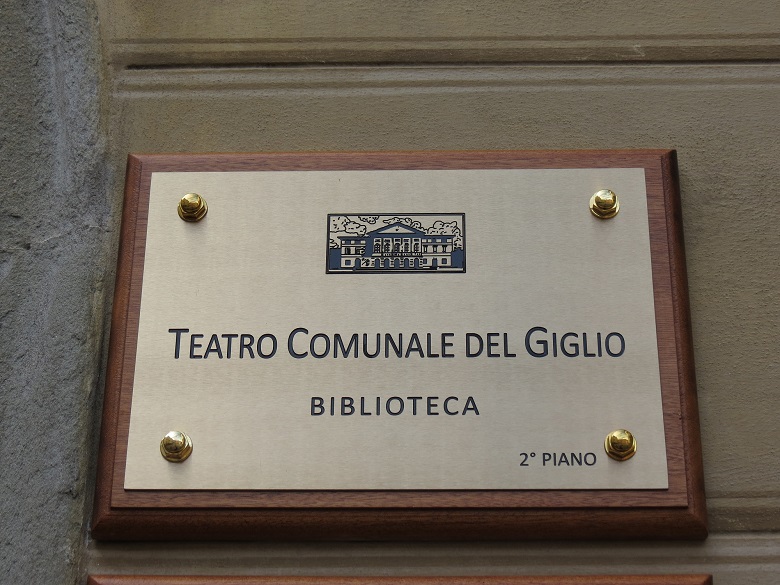 TEATRO COMUNALE DEL GIGLIO
BIBLIOTECA
2° PIANO